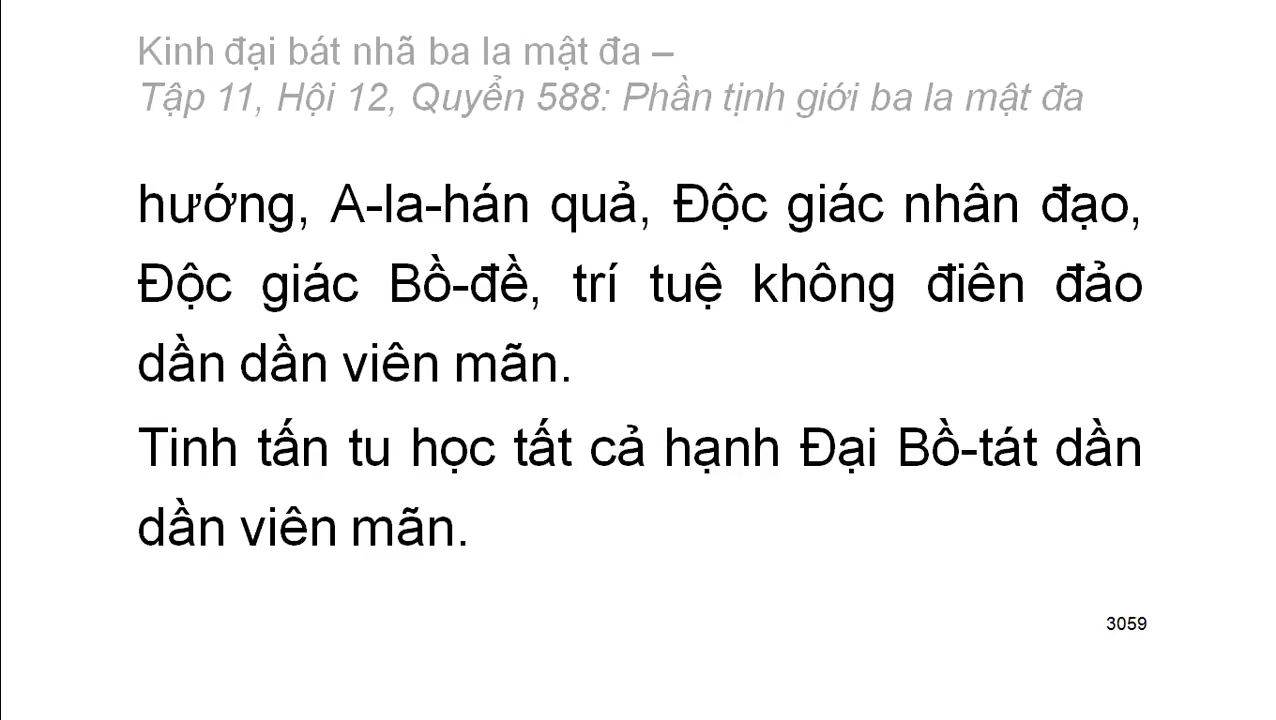 Kinh đại bát nhã ba la mật đa –
Tập 11, Hội 12, Quyển 588: Phần tịnh giới ba la mật đa
hướng, A-la-hán quả, Độc giác nhân đạo,
Độc giác Bồ-đề, trí tuệ không điên đảo
dần dần viên mãn.
Tinh tấn tu học tất cả hạnh Đại Bồ-tát dần
dần viên mãn.
3059